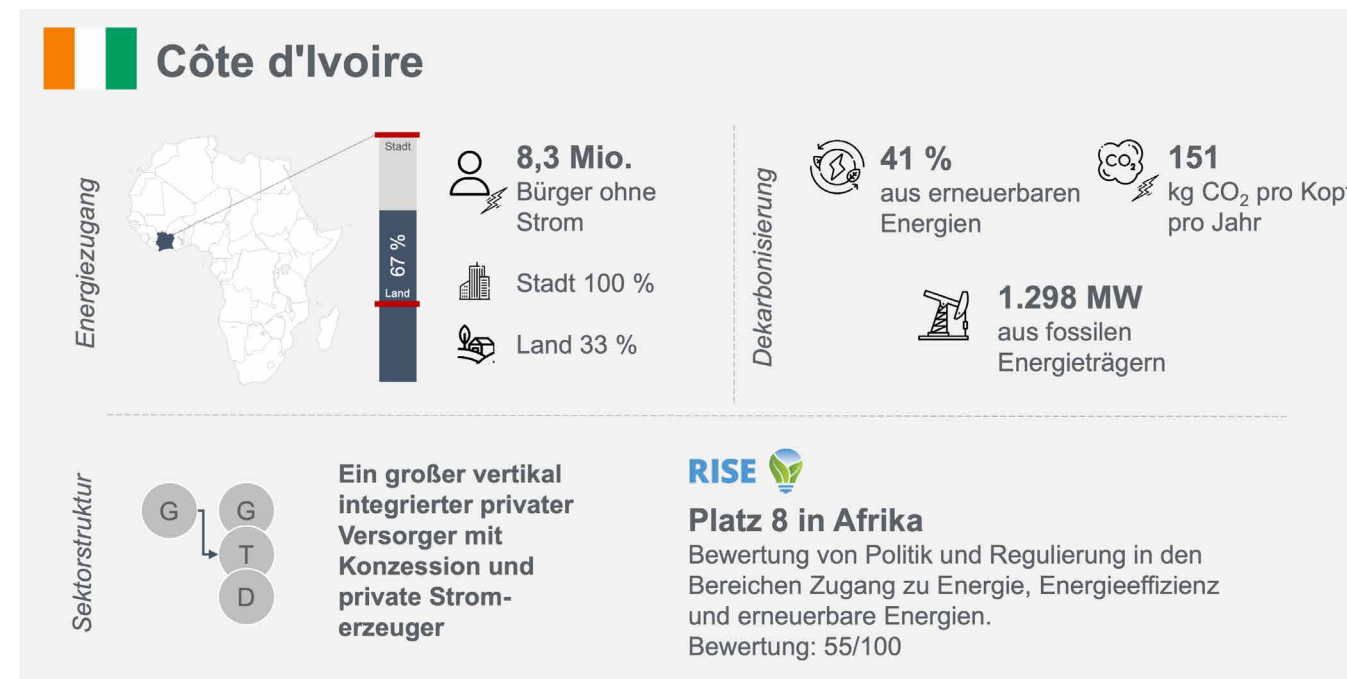 Côte d'Ivoire
Energiezugang
Stadt
67 %
Land
8,3 Mio.
Bürger ohne
Strom
Stadt 100 %
Land 33 %
Dekarbonisierung
41 %
aus erneuerbaren
Energien
CO2
151
kg CO2 pro Kopf
pro Jahr
1.298 MW
aus fossilen
Energieträgern
Sektorstruktur
G
G
T
D
Ein großer vertikal
integrierter privater
Versorger mit
Konzession und
private Strom-
erzeuger
RISE
Platz 8 in Afrika
Bewertung von Politik und Regulierung in den
Bereichen Zugang zu Energie, Energieeffizienz
und erneuerbare Energien.
Bewertung: 55/100